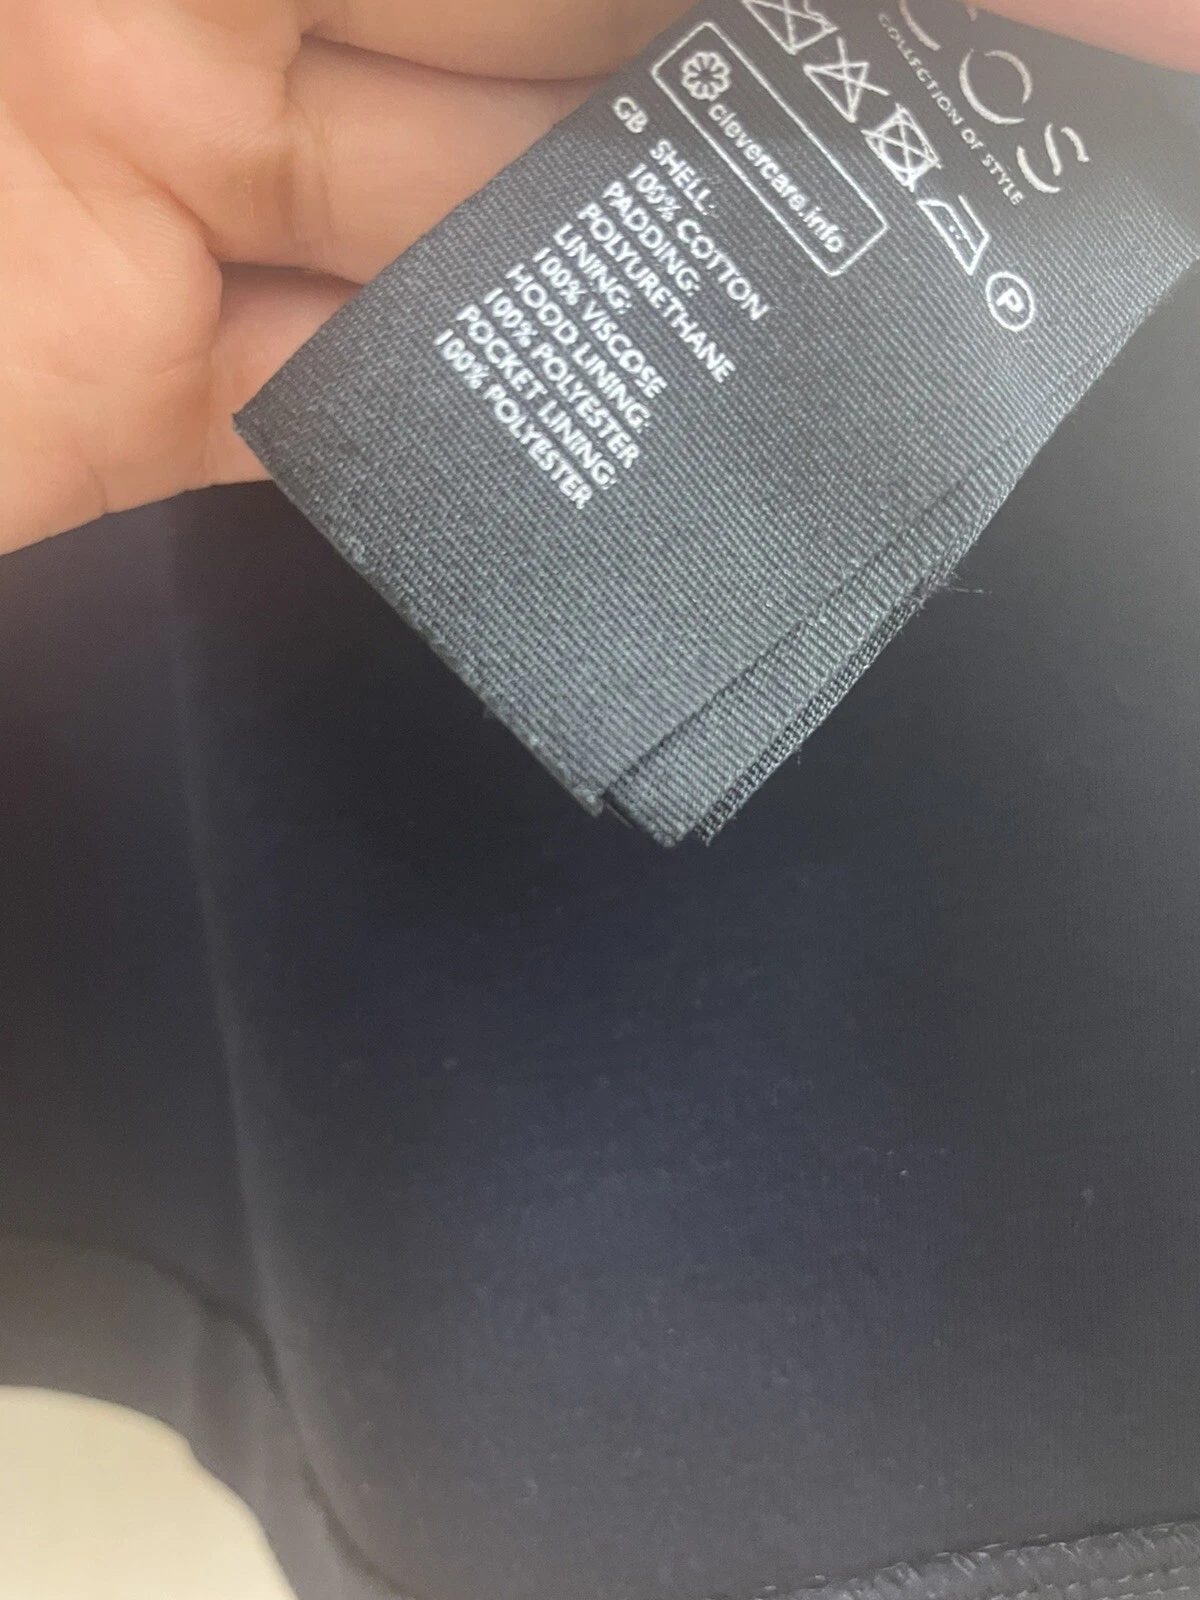 COS
COLLECTION OF STYLE
P
clevercare.info
GB SHELL:
100% COTTON
PADDING:
POLYURETHANE
LINING:
100% VISCOSE
HOOD LINING:
100% POLYESTER
POCKET LINING:
100% POLYESTER